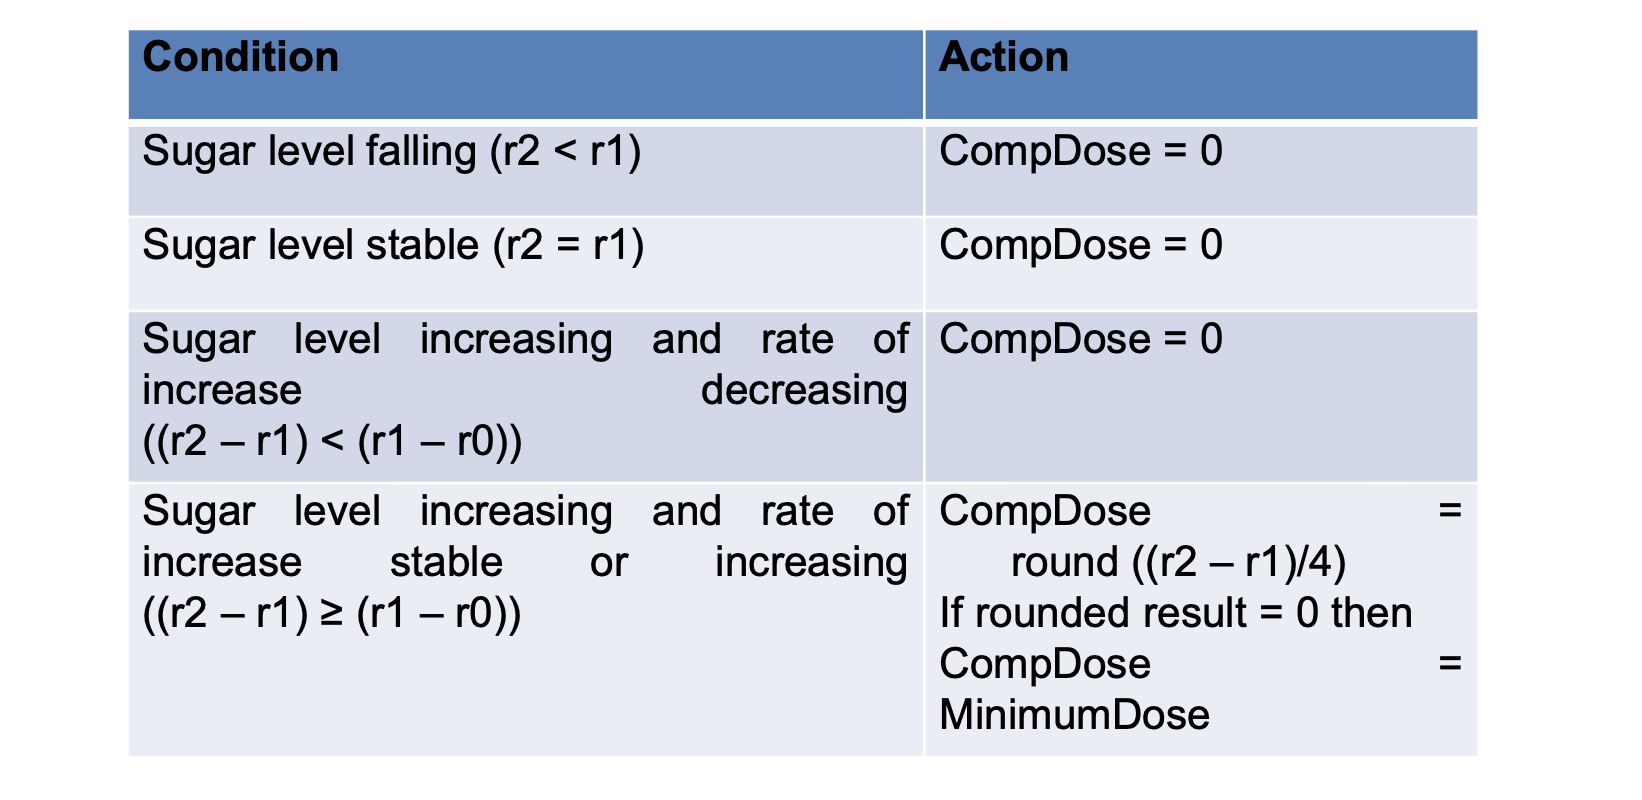 Condition
Action
Sugar level falling (r2 < r1)
CompDose = 0
Sugar level stable (r2 = r1)
CompDose = 0
Sugar level increasing and rate of
increase decreasing
((r2 – r1) < (r1 – r0))
CompDose = 0
Sugar level increasing and rate of
increase stable or increasing
((r2 – r1) ≥ (r1 – r0))
CompDose =
round ((r2 – r1)/4)
If rounded result = 0 then
CompDose =
MinimumDose